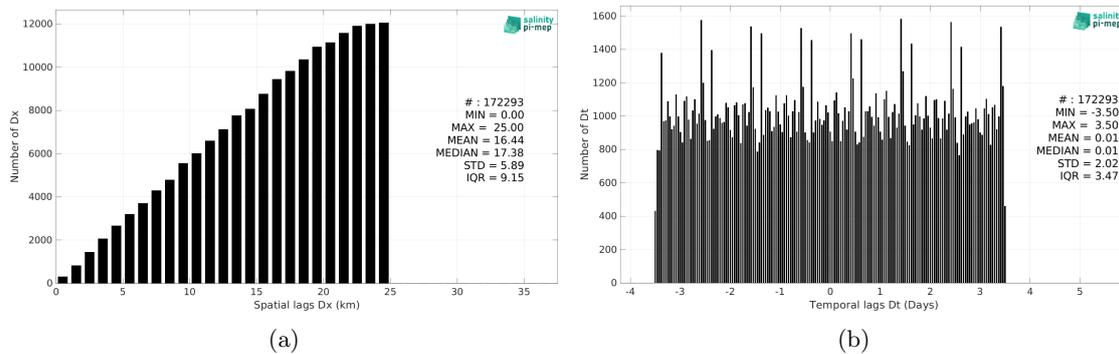 12000
10000
8000
6000
4000
2000
0
Number of Dx
salinity
pi-mep
# : 172293
MIN = 0.00
MAX = 25.00
MEAN = 16.44
MEDIAN = 17.38
STD = 5.89
IQR = 9.15
0 5 10 15 20 25 30 35
Spatial lags Dx (km)
(a)
1600
1400
1200
1000
800
600
400
200
0
Number of Dt
salinity
pi-mep
# : 172293
MIN = -3.50
MAX = 3.50
MEAN = 0.01
MEDIAN = 0.01
STD = 2.02
IQR = 3.47
-4 -3 -2 -1 0 1 2 3 4 5
Temporal lags Dt (Days)
(b)